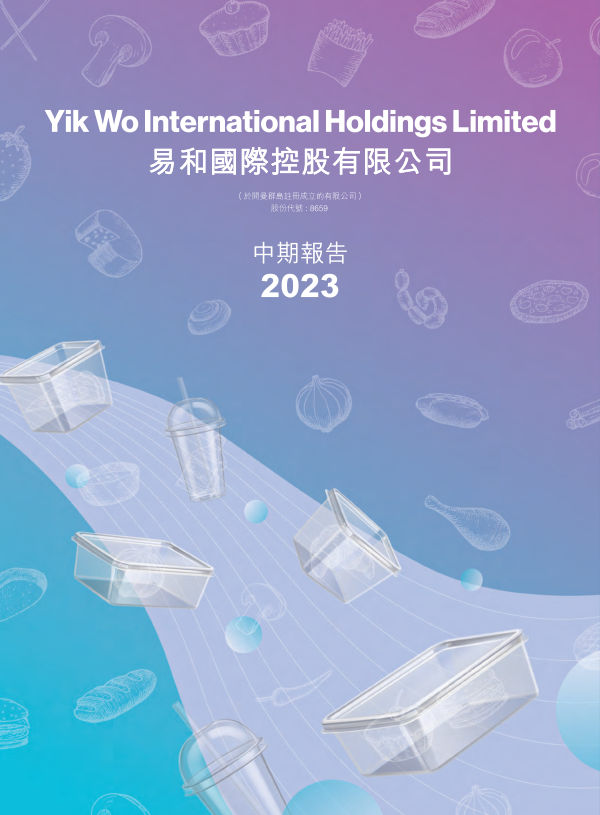 Yik Wo International Holdings Limited
易和國際控股有限公司
（於開曼群島註冊成立的有限公司）
股份代號 : 8659
中期報告
2023